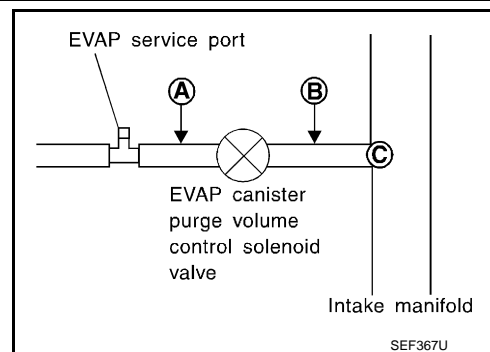 EVAP service port
A
B
C
EVAP canister
purge volume
control solenoid
valve
Intake manifold
SEF367U